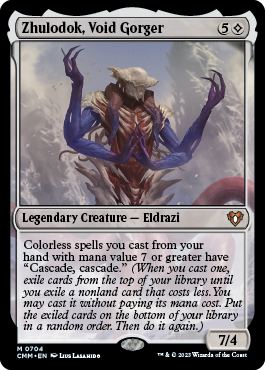 Zhulodok, Void Gorger 5
Legendary Creature — Eldrazi
Colorless spells you cast from your
hand with mana value 7 or greater have
“Cascade, cascade.” (When you cast one,
exile cards from the top of your library until
you exile a nonland card that costs less. You
may cast it without paying its mana cost. Put
the exiled cards on the bottom of your library
in a random order. Then do it again.)
7/4
M 0704
CMM • EN Lius Lasahido
™ & © 2023 Wizards of the Coast